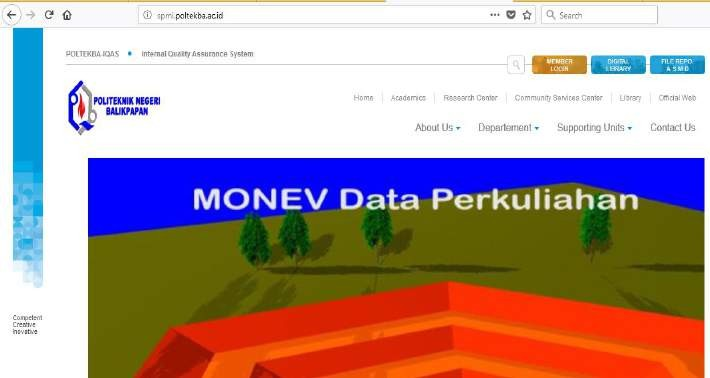 spmi.poltekba.ac.id
Search
POLTEKBA-IQAS • Internal Quality Assurance System
MEMBER LOGIN
DIGITAL LIBRARY
FILE REPO. A S M D
POLITEKNIK NEGERI
BALIKPAPAN
Home Academics Research Center Community Services Center Library Official Web
About Us Departement Supporting Units Contact Us
MONEV Data Perkuliahan
Competent
Creative
Inovative